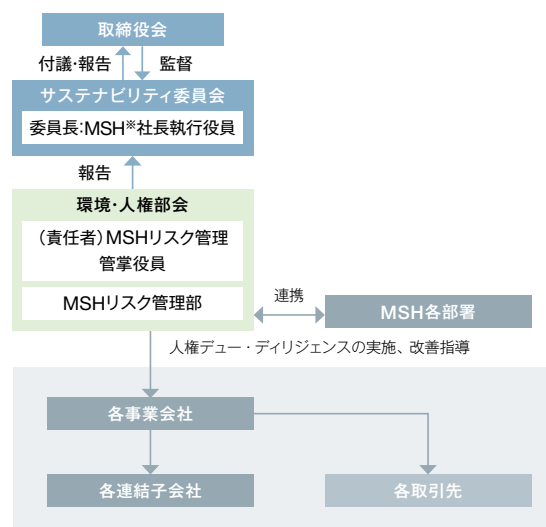 取締役会
付議・報告
監督
サステナビリティ委員会
委員長：MSH※社長執行役員
報告
環境・人権部会
（責任者）MSHリスク管理
管掌役員
MSHリスク管理部
連携
MSH各部署
人権デュー・ディリジェンスの実施、改善指導
各事業会社
各連結子会社
各取引先